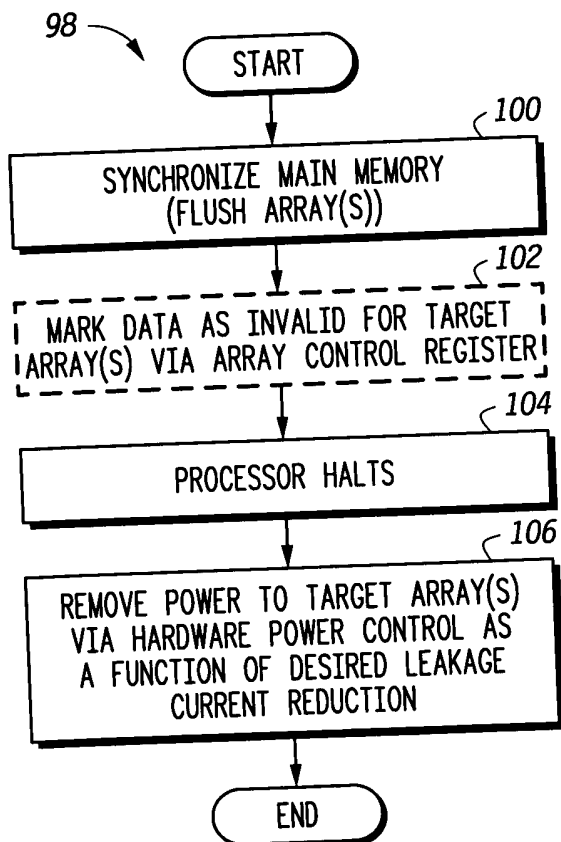 98
START
100
SYNCHRONIZE MAIN MEMORY
(FLUSH ARRAY(S))
102
MARK DATA AS INVALID FOR TARGET
ARRAY(S) VIA ARRAY CONTROL REGISTER
104
PROCESSOR HALTS
106
REMOVE POWER TO TARGET ARRAY(S)
VIA HARDWARE POWER CONTROL AS
A FUNCTION OF DESIRED LEAKAGE
CURRENT REDUCTION
END